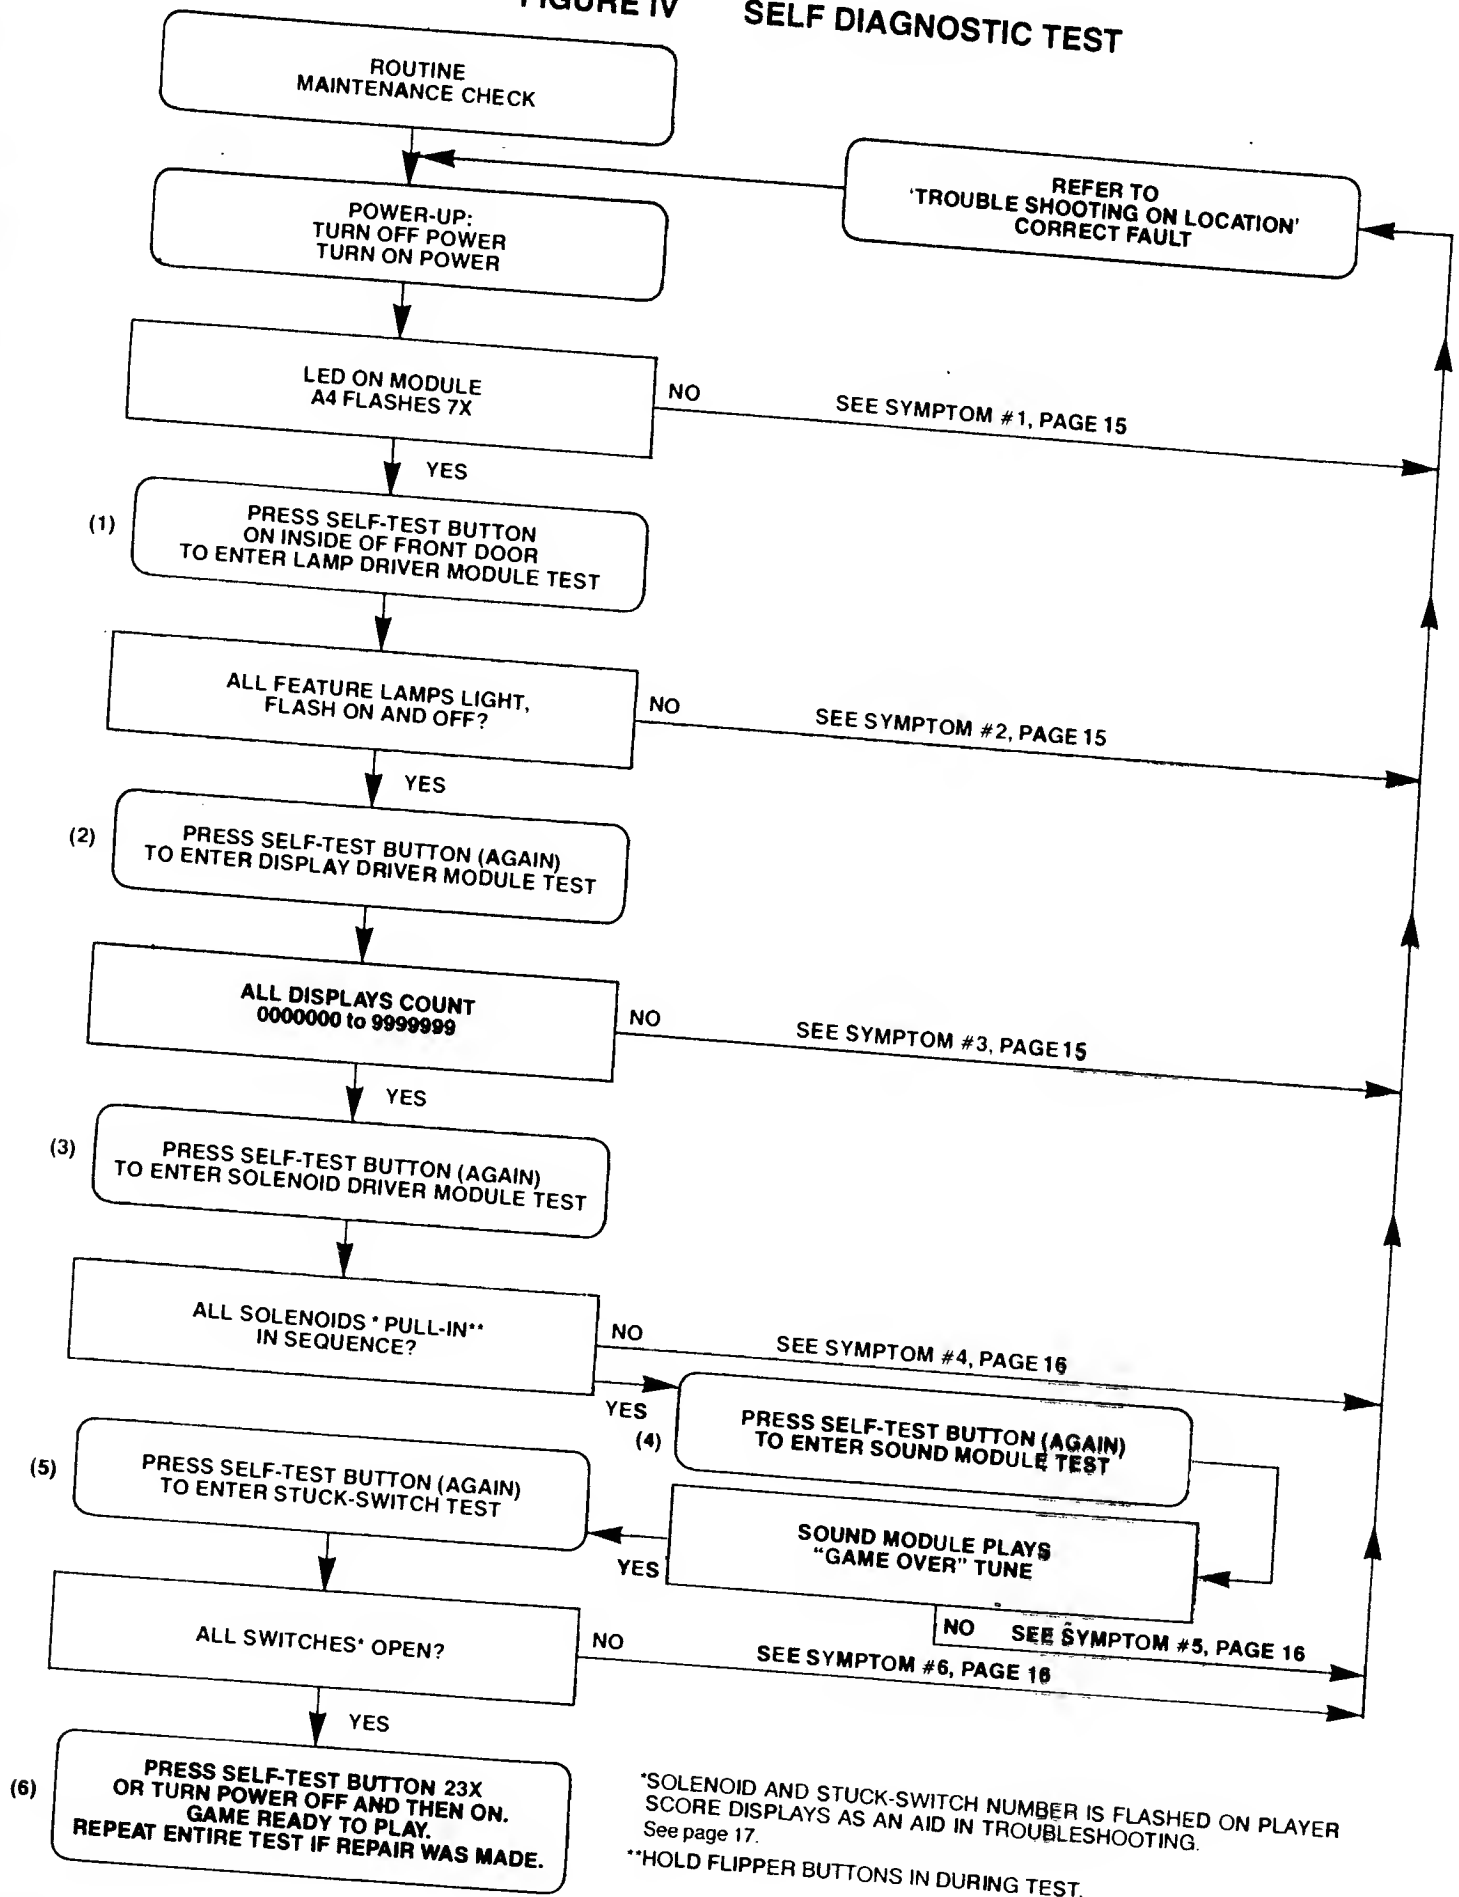 FIGURE IV SELF DIAGNOSTIC TEST
ROUTINE
MAINTENANCE CHECK
REFER TO
'TROUBLE SHOOTING ON LOCATION'
CORRECT FAULT
POWER-UP:
TURN OFF POWER
TURN ON POWER
LED ON MODULE
A4 FLASHES 7X
NO
SEE SYMPTOM #1, PAGE 15
YES
(1)
PRESS SELF-TEST BUTTON
ON INSIDE OF FRONT DOOR
TO ENTER LAMP DRIVER MODULE TEST
ALL FEATURE LAMPS LIGHT,
FLASH ON AND OFF?
NO
SEE SYMPTOM #2, PAGE 15
YES
(2)
PRESS SELF-TEST BUTTON (AGAIN)
TO ENTER DISPLAY DRIVER MODULE TEST
ALL DISPLAYS COUNT
0000000 to 9999999
NO
SEE SYMPTOM #3, PAGE 15
YES
(3)
PRESS SELF-TEST BUTTON (AGAIN)
TO ENTER SOLENOID DRIVER MODULE TEST
ALL SOLENOIDS * PULL-IN**
IN SEQUENCE?
NO
SEE SYMPTOM #4, PAGE 16
YES
(4)
PRESS SELF-TEST BUTTON (AGAIN)
TO ENTER SOUND MODULE TEST
SOUND MODULE PLAYS
"GAME OVER" TUNE
YES
NO
SEE SYMPTOM #5, PAGE 16
(5)
PRESS SELF-TEST BUTTON (AGAIN)
TO ENTER STUCK-SWITCH TEST
ALL SWITCHES* OPEN?
NO
SEE SYMPTOM #6, PAGE 16
YES
(6)
PRESS SELF-TEST BUTTON 23X
OR TURN POWER OFF AND THEN ON.
GAME READY TO PLAY.
REPEAT ENTIRE TEST IF REPAIR WAS MADE.
*SOLENOID AND STUCK-SWITCH NUMBER IS FLASHED ON PLAYER
SCORE DISPLAYS AS AN AID IN TROUBLESHOOTING.
See page 17.
**HOLD FLIPPER BUTTONS IN DURING TEST.